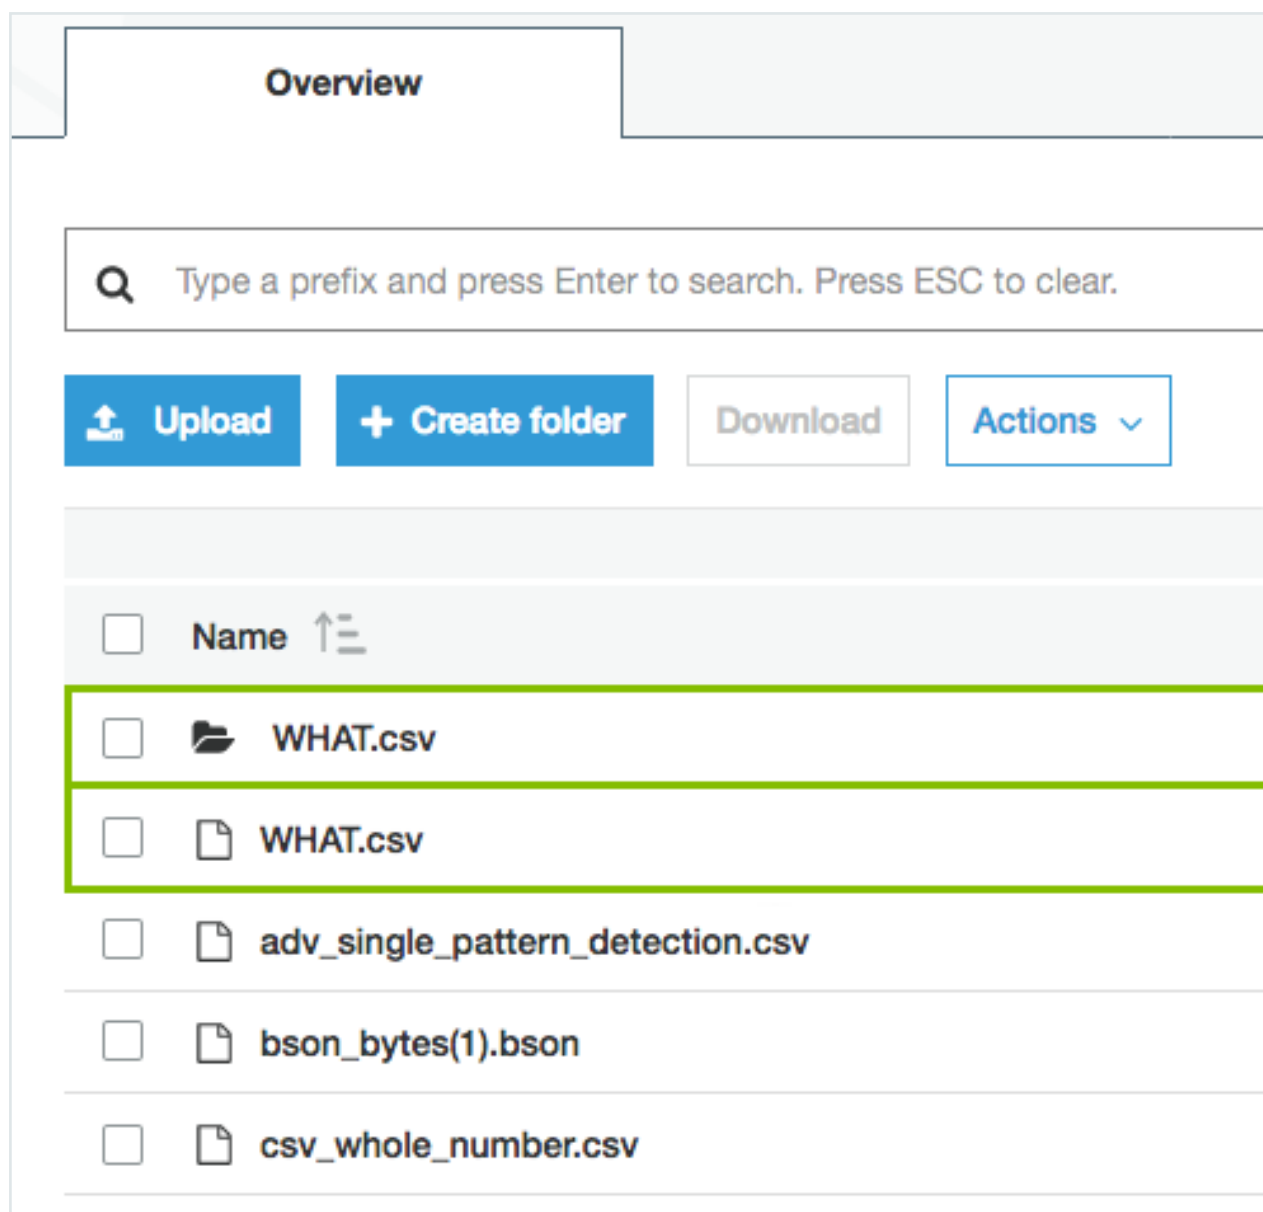 Overview
Type a prefix and press Enter to search. Press ESC to clear.
Upload Create folder Download Actions
Name
WHAT.csv
WHAT.csv
adv_single_pattern_detection.csv
bson_bytes(1).bson
csv_whole_number.csv